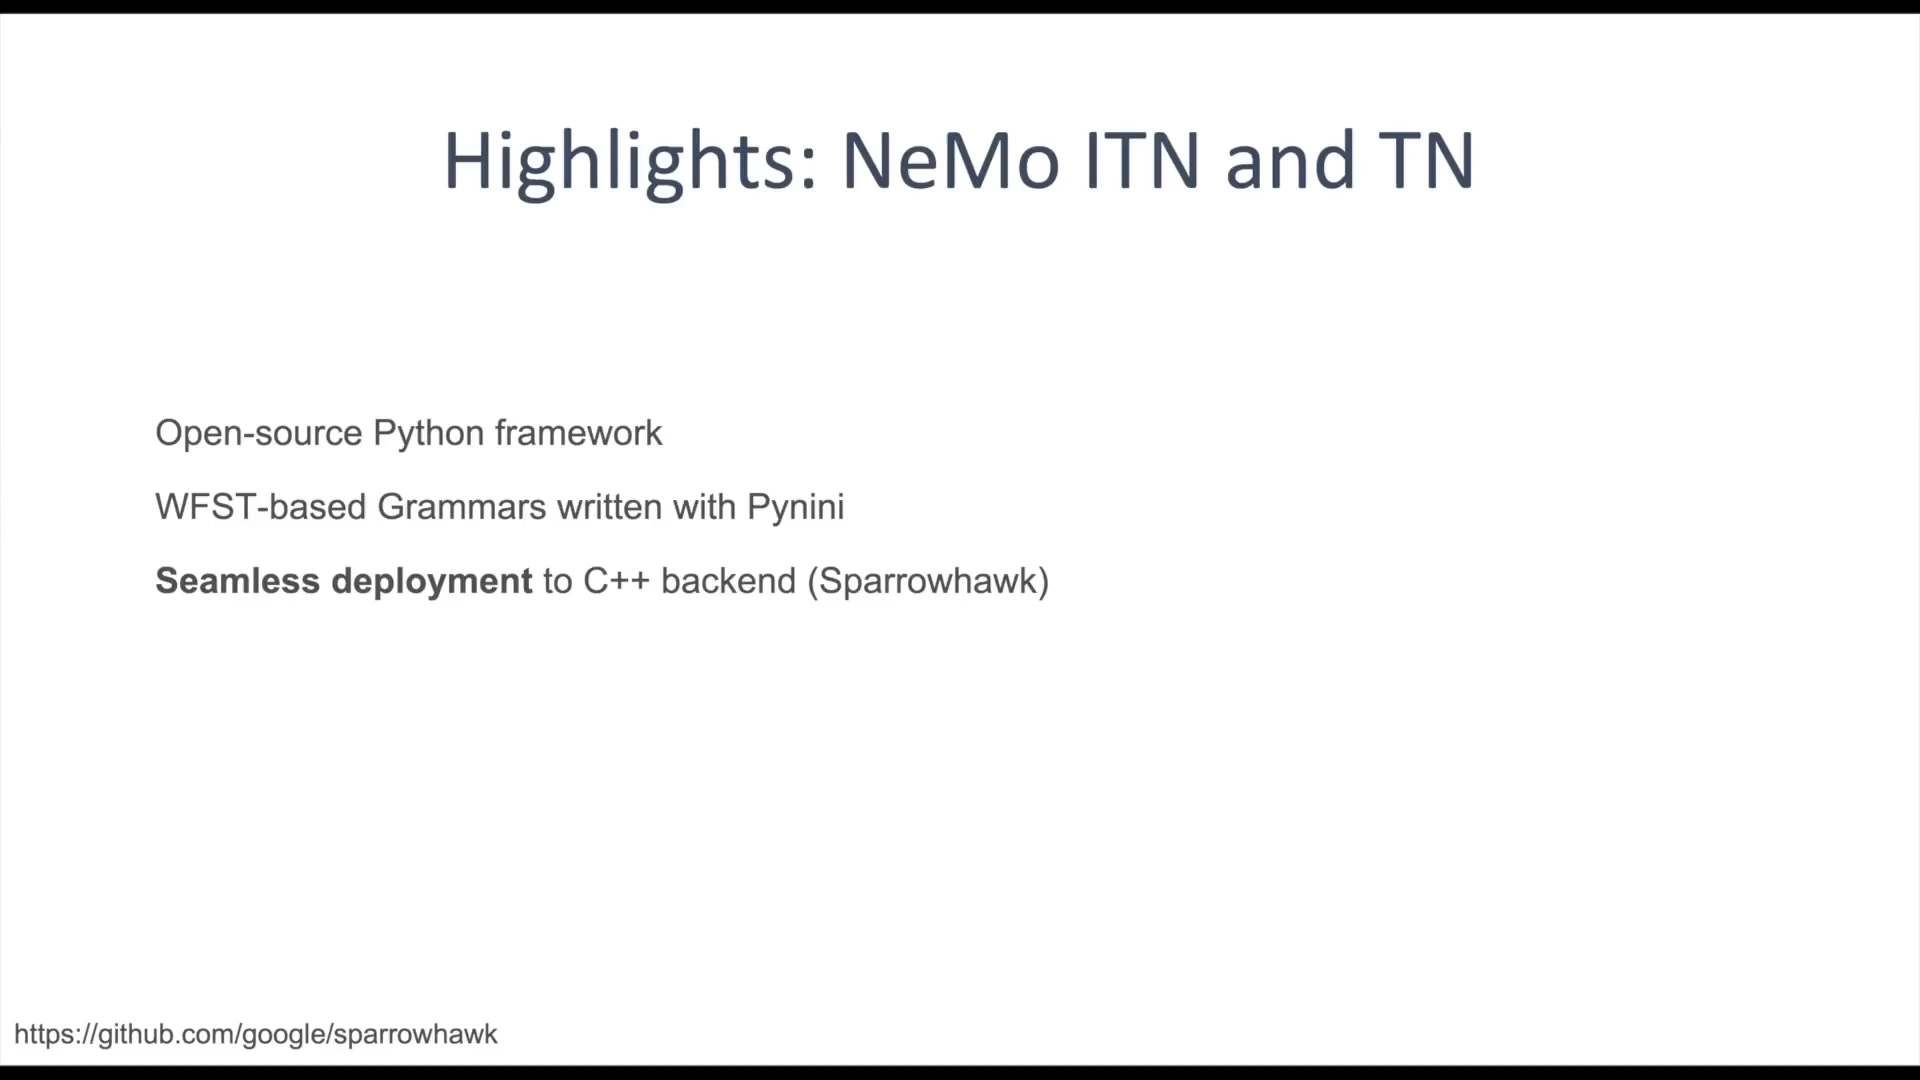 Highlights: NeMo ITN and TN
Open-source Python framework
WFST-based Grammars written with Pynini
Seamless deployment to C++ backend (Sparrowhawk)
https://github.com/google/sparrowhawk